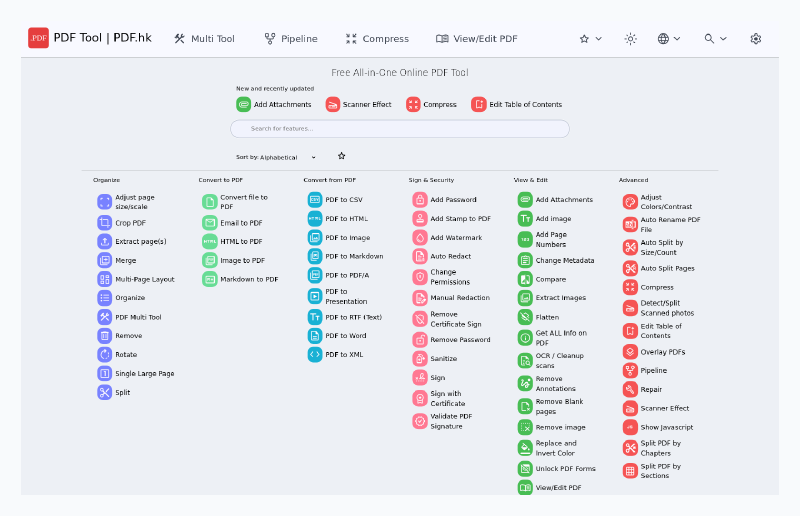 .PDF PDF Tool | PDF.hk
Multi Tool
Pipeline
Compress
View/Edit PDF
Free All-in-One Online PDF Tool
New and recently updated
Add Attachments
Scanner Effect
Compress
Edit Table of Contents
Search for features...
Sort by: Alphabetical
Organize
Adjust page
size/scale
Crop PDF
Extract page(s)
Merge
Multi-Page Layout
Organize
PDF Multi Tool
Remove
Rotate
Single Large Page
Split
Convert to PDF
Convert file to
PDF
Email to PDF
HTML to PDF
Image to PDF
Markdown to PDF
Convert from PDF
PDF to CSV
PDF to HTML
PDF to Image
PDF to Markdown
PDF to PDF/A
PDF to
Presentation
PDF to RTF (Text)
PDF to Word
PDF to XML
Sign & Security
Add Password
Add Stamp to PDF
Add Watermark
Auto Redact
Change
Permissions
Manual Redaction
Remove
Certificate Sign
Remove Password
Sanitize
Sign
Sign with
Certificate
Validate PDF
Signature
View & Edit
Add Attachments
Add image
Add Page
Numbers
Change Metadata
Compare
Extract Images
Flatten
Get ALL Info on
PDF
OCR / Cleanup
scans
Remove
Annotations
Remove Blank
pages
Remove image
Replace and
Invert Color
Unlock PDF Forms
View/Edit PDF
Advanced
Adjust
Colors/Contrast
Auto Rename PDF
File
Auto Split by
Size/Count
Auto Split Pages
Compress
Detect/Split
Scanned photos
Edit Table of
Contents
Overlay PDFs
Pipeline
Repair
Scanner Effect
Show Javascript
Split PDF by
Chapters
Split PDF by
Sections